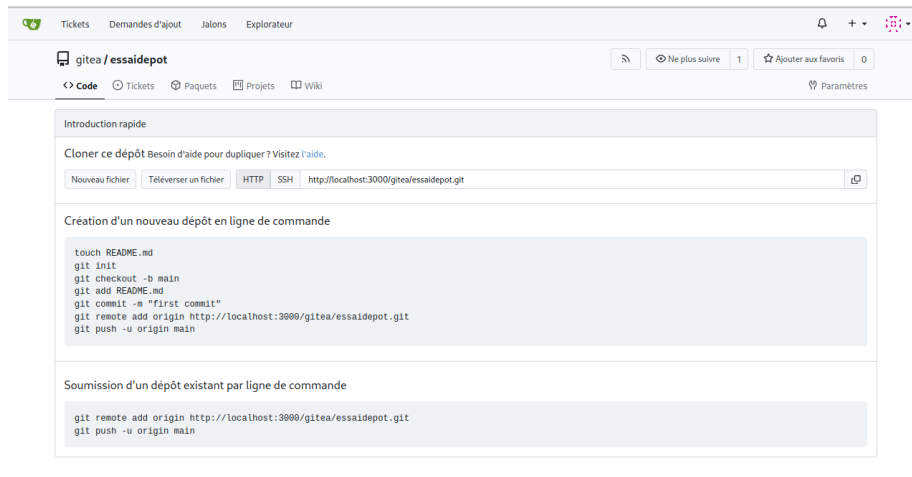 Tickets Demandes d'ajout Jalons Explorateur
gitea / essaidepot Ne plus suivre 1 Ajouter aux favoris 0
Code Tickets Paquets Projets Wiki Paramètres
Introduction rapide
Cloner ce dépôt Besoin d'aide pour dupliquer ? Visitez l'aide.
Nouveau fichier Téléverser un fichier HTTP SSH http://localhost:3000/gitea/essaidepot.git
Création d'un nouveau dépôt en ligne de commande
touch README.md
git init
git checkout -b main
git add README.md
git commit -m "first commit"
git remote add origin http://localhost:3000/gitea/essaidepot.git
git push -u origin main
Soumission d'un dépôt existant par ligne de commande
git remote add origin http://localhost:3000/gitea/essaidepot.git
git push -u origin main